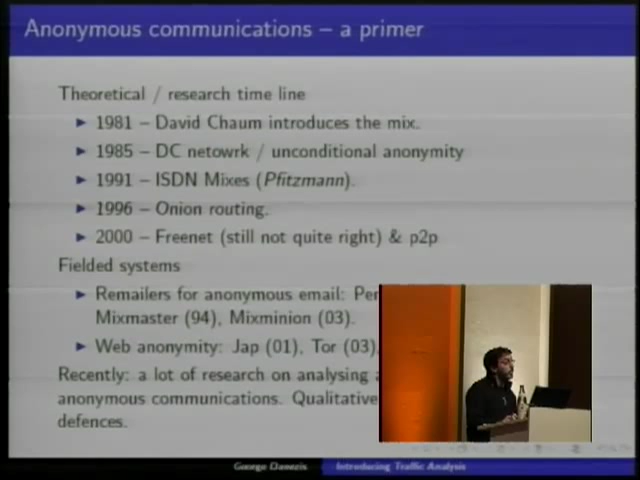 Anonymous communications – a primer
Theoretical / research time line
1981 – David Chaum introduces the mix.
1985 – DC netowrk / unconditional anonymity
1991 – ISDN Mixes (Pfitzmann).
1996 – Onion routing.
2000 – Freenet (still not quite right) & p2p
Fielded systems
Remailers for anonymous email:
Mixmaster (94), Mixminion (03).
Web anonymity: Jap (01), Tor (03),
Recently: a lot of research on analysing
anonymous communications. Qualitative
defences.
George Danezis
Introducing Traffic Analysis